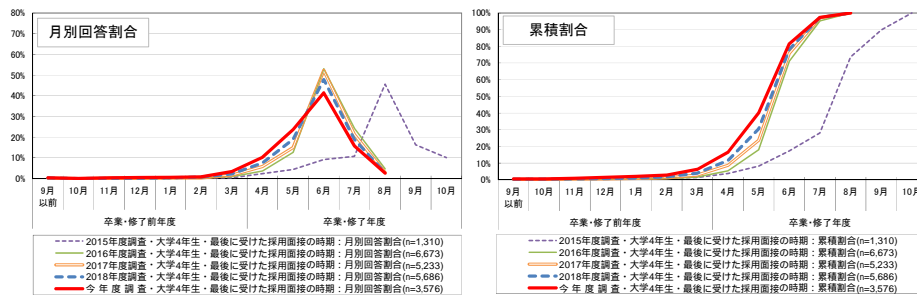 月別回答割合
80%
70%
60%
50%
40%
30%
20%
10%
0%
9月 10月 11月 12月 1月 2月 3月 4月 5月 6月 7月 8月 9月 10月
以前
卒業・修了前年度 卒業・修了年度
2015年度調査・大学4年生・最後に受けた採用面接の時期：月別回答割合(n=1,310)
2016年度調査・大学4年生・最後に受けた採用面接の時期：月別回答割合(n=6,673)
2017年度調査・大学4年生・最後に受けた採用面接の時期：月別回答割合(n=5,233)
2018年度調査・大学4年生・最後に受けた採用面接の時期：月別回答割合(n=5,686)
今年度調査・大学4年生・最後に受けた採用面接の時期：月別回答割合(n=3,576)
累積割合
100%
90%
80%
70%
60%
50%
40%
30%
20%
10%
0%
9月 10月 11月 12月 1月 2月 3月 4月 5月 6月 7月 8月 9月 10月
以前
卒業・修了前年度 卒業・修了年度
2015年度調査・大学4年生・最後に受けた採用面接の時期：累積割合(n=1,310)
2016年度調査・大学4年生・最後に受けた採用面接の時期：累積割合(n=6,673)
2017年度調査・大学4年生・最後に受けた採用面接の時期：累積割合(n=5,233)
2018年度調査・大学4年生・最後に受けた採用面接の時期：累積割合(n=5,686)
今年度調査・大学4年生・最後に受けた採用面接の時期：累積割合(n=3,576)